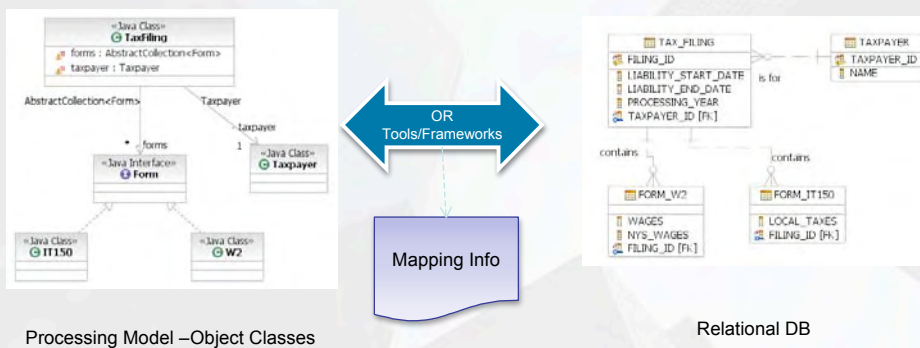 «Java Class»
TaxFiling
forms : AbstractCollection<Form>
taxpayer : Taxpayer
AbstractCollection<Form>
Taxpayer
-taxpayer
* -forms
1
«Java Interface»
Form
«Java Class»
Taxpayer
«Java Class»
IT150
«Java Class»
W2
Processing Model –Object Classes
OR
Tools/Frameworks
Mapping Info
TAX_FILING
FILING_ID
LIABILITY_START_DATE
LIABILITY_END_DATE
PROCESSING_YEAR
TAXPAYER_ID [FK]
is for
TAXPAYER
TAXPAYER_ID
NAME
contains
contains
FORM_W2
WAGES
NYS_WAGES
FILING_ID [FK]
FORM_IT150
LOCAL_TAXES
FILING_ID [FK]
Relational DB